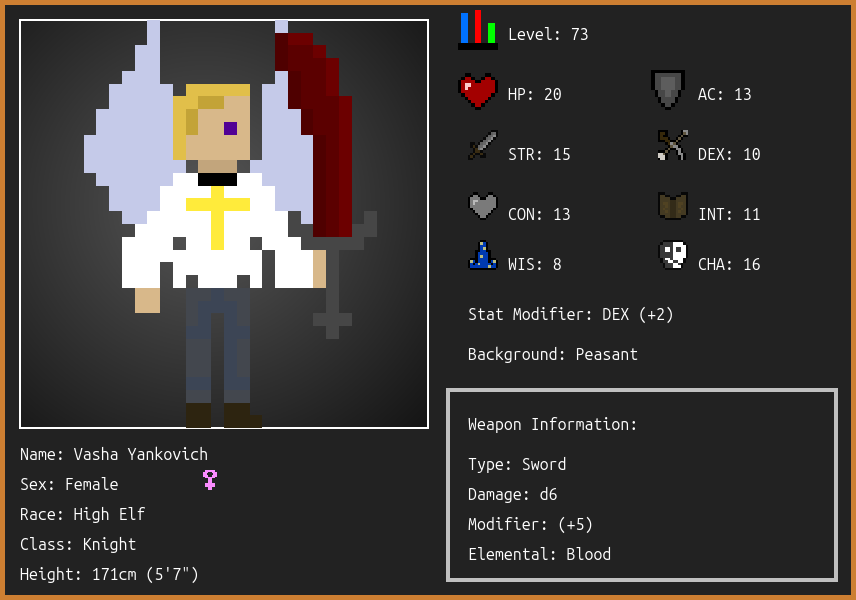 Level: 73
HP: 20
AC: 13
STR: 15
DEX: 10
CON: 13
INT: 11
WIS: 8
CHA: 16
Stat Modifier: DEX (+2)
Background: Peasant
Weapon Information:
Type: Sword
Damage: d6
Modifier: (+5)
Elemental: Blood
Name: Vasha Yankovich
Sex: Female
Race: High Elf
Class: Knight
Height: 171cm (5'7")